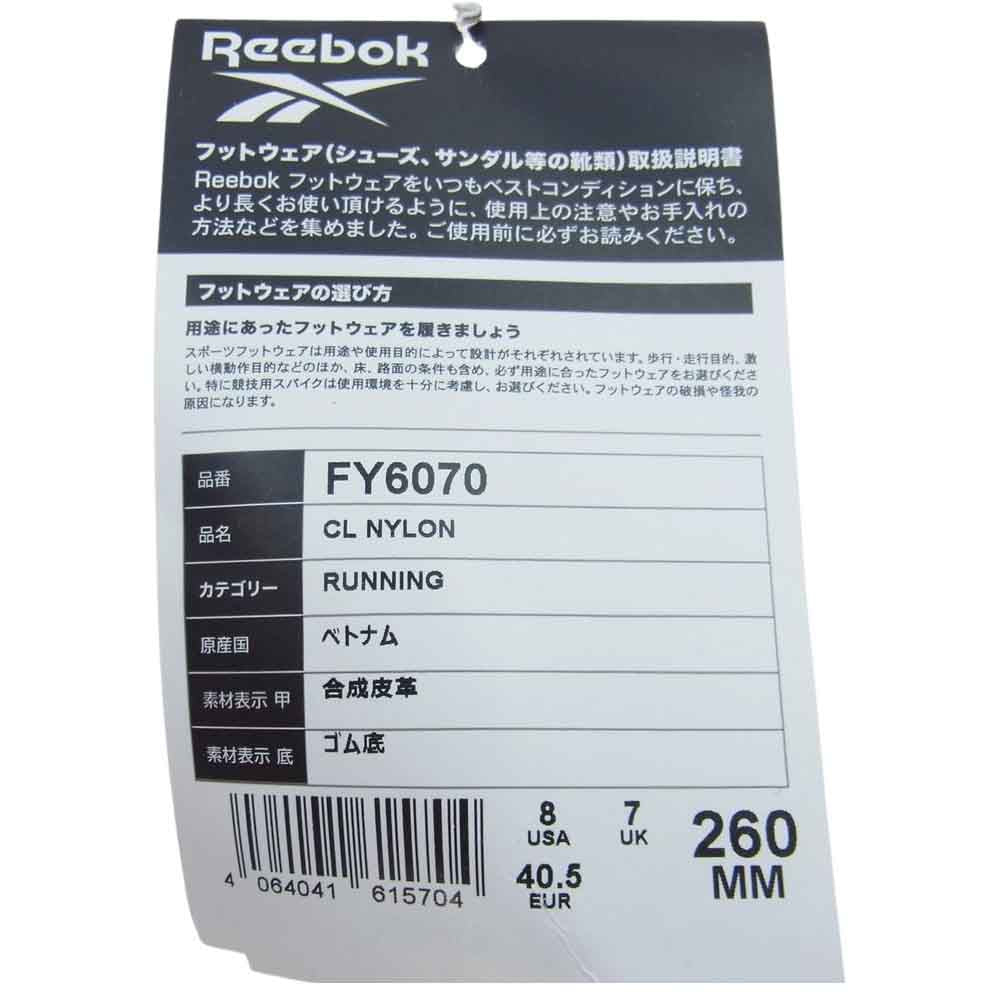 Reebok
フットウェア(シューズ、サンダル等の靴類)取扱説明書
Reebok フットウェアをいつもベストコンディションに保ち、
より長くお使い頂けるように、使用上の注意やお手入れの
方法などを集めました。ご使用前に必ずお読みください。
フットウェアの選び方
用途にあったフットウェアを履きましょう
スポーツフットウェアは用途や使用目的によって設計がそれぞれされています。歩行・走行目的、激
しい横動作目的などのほか、床、路面の条件も含め、必ず用途に合ったフットウェアをお選びくださ
い。特に競技用スパイクは使用環境を十分に考慮し、お選びください。フットウェアの破損や怪我の
原因になります。
品番 FY6070
品名 CL NYLON
カテゴリー RUNNING
原産国 ベトナム
素材表示 甲 合成皮革
素材表示 底 ゴム底
8 7 260
USA UK MM
40.5
EUR
4 064041 615704